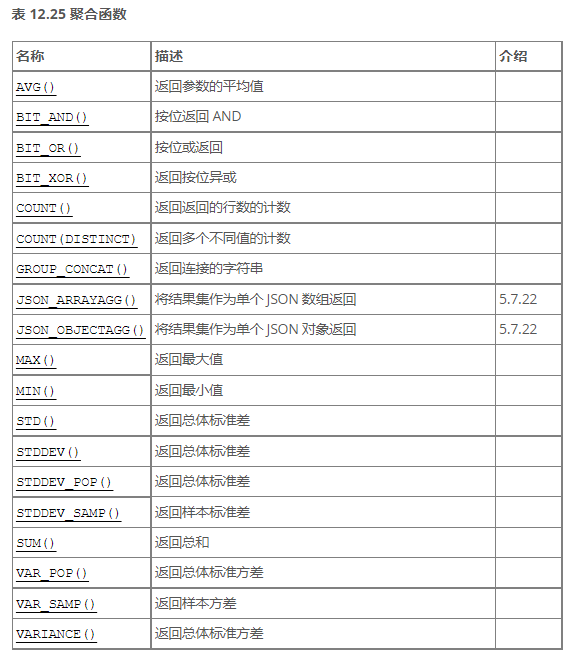 表 12.25 聚合函数
名称 描述 介绍
AVG() 返回参数的平均值
BIT_AND() 按位返回 AND
BIT_OR() 按位或返回
BIT_XOR() 返回按位异或
COUNT() 返回返回的行数的计数
COUNT(DISTINCT) 返回多个不同值的计数
GROUP_CONCAT() 返回连接的字符串
JSON_ARRAYAGG() 将结果集作为单个 JSON 数组返回 5.7.22
JSON_OBJECTAGG() 将结果集作为单个 JSON 对象返回 5.7.22
MAX() 返回最大值
MIN() 返回最小值
STD() 返回总体标准差
STDDEV() 返回总体标准差
STDDEV_POP() 返回总体标准差
STDDEV_SAMP() 返回样本标准差
SUM() 返回总和
VAR_POP() 返回总体标准方差
VAR_SAMP() 返回样本方差
VARIANCE() 返回总体标准方差